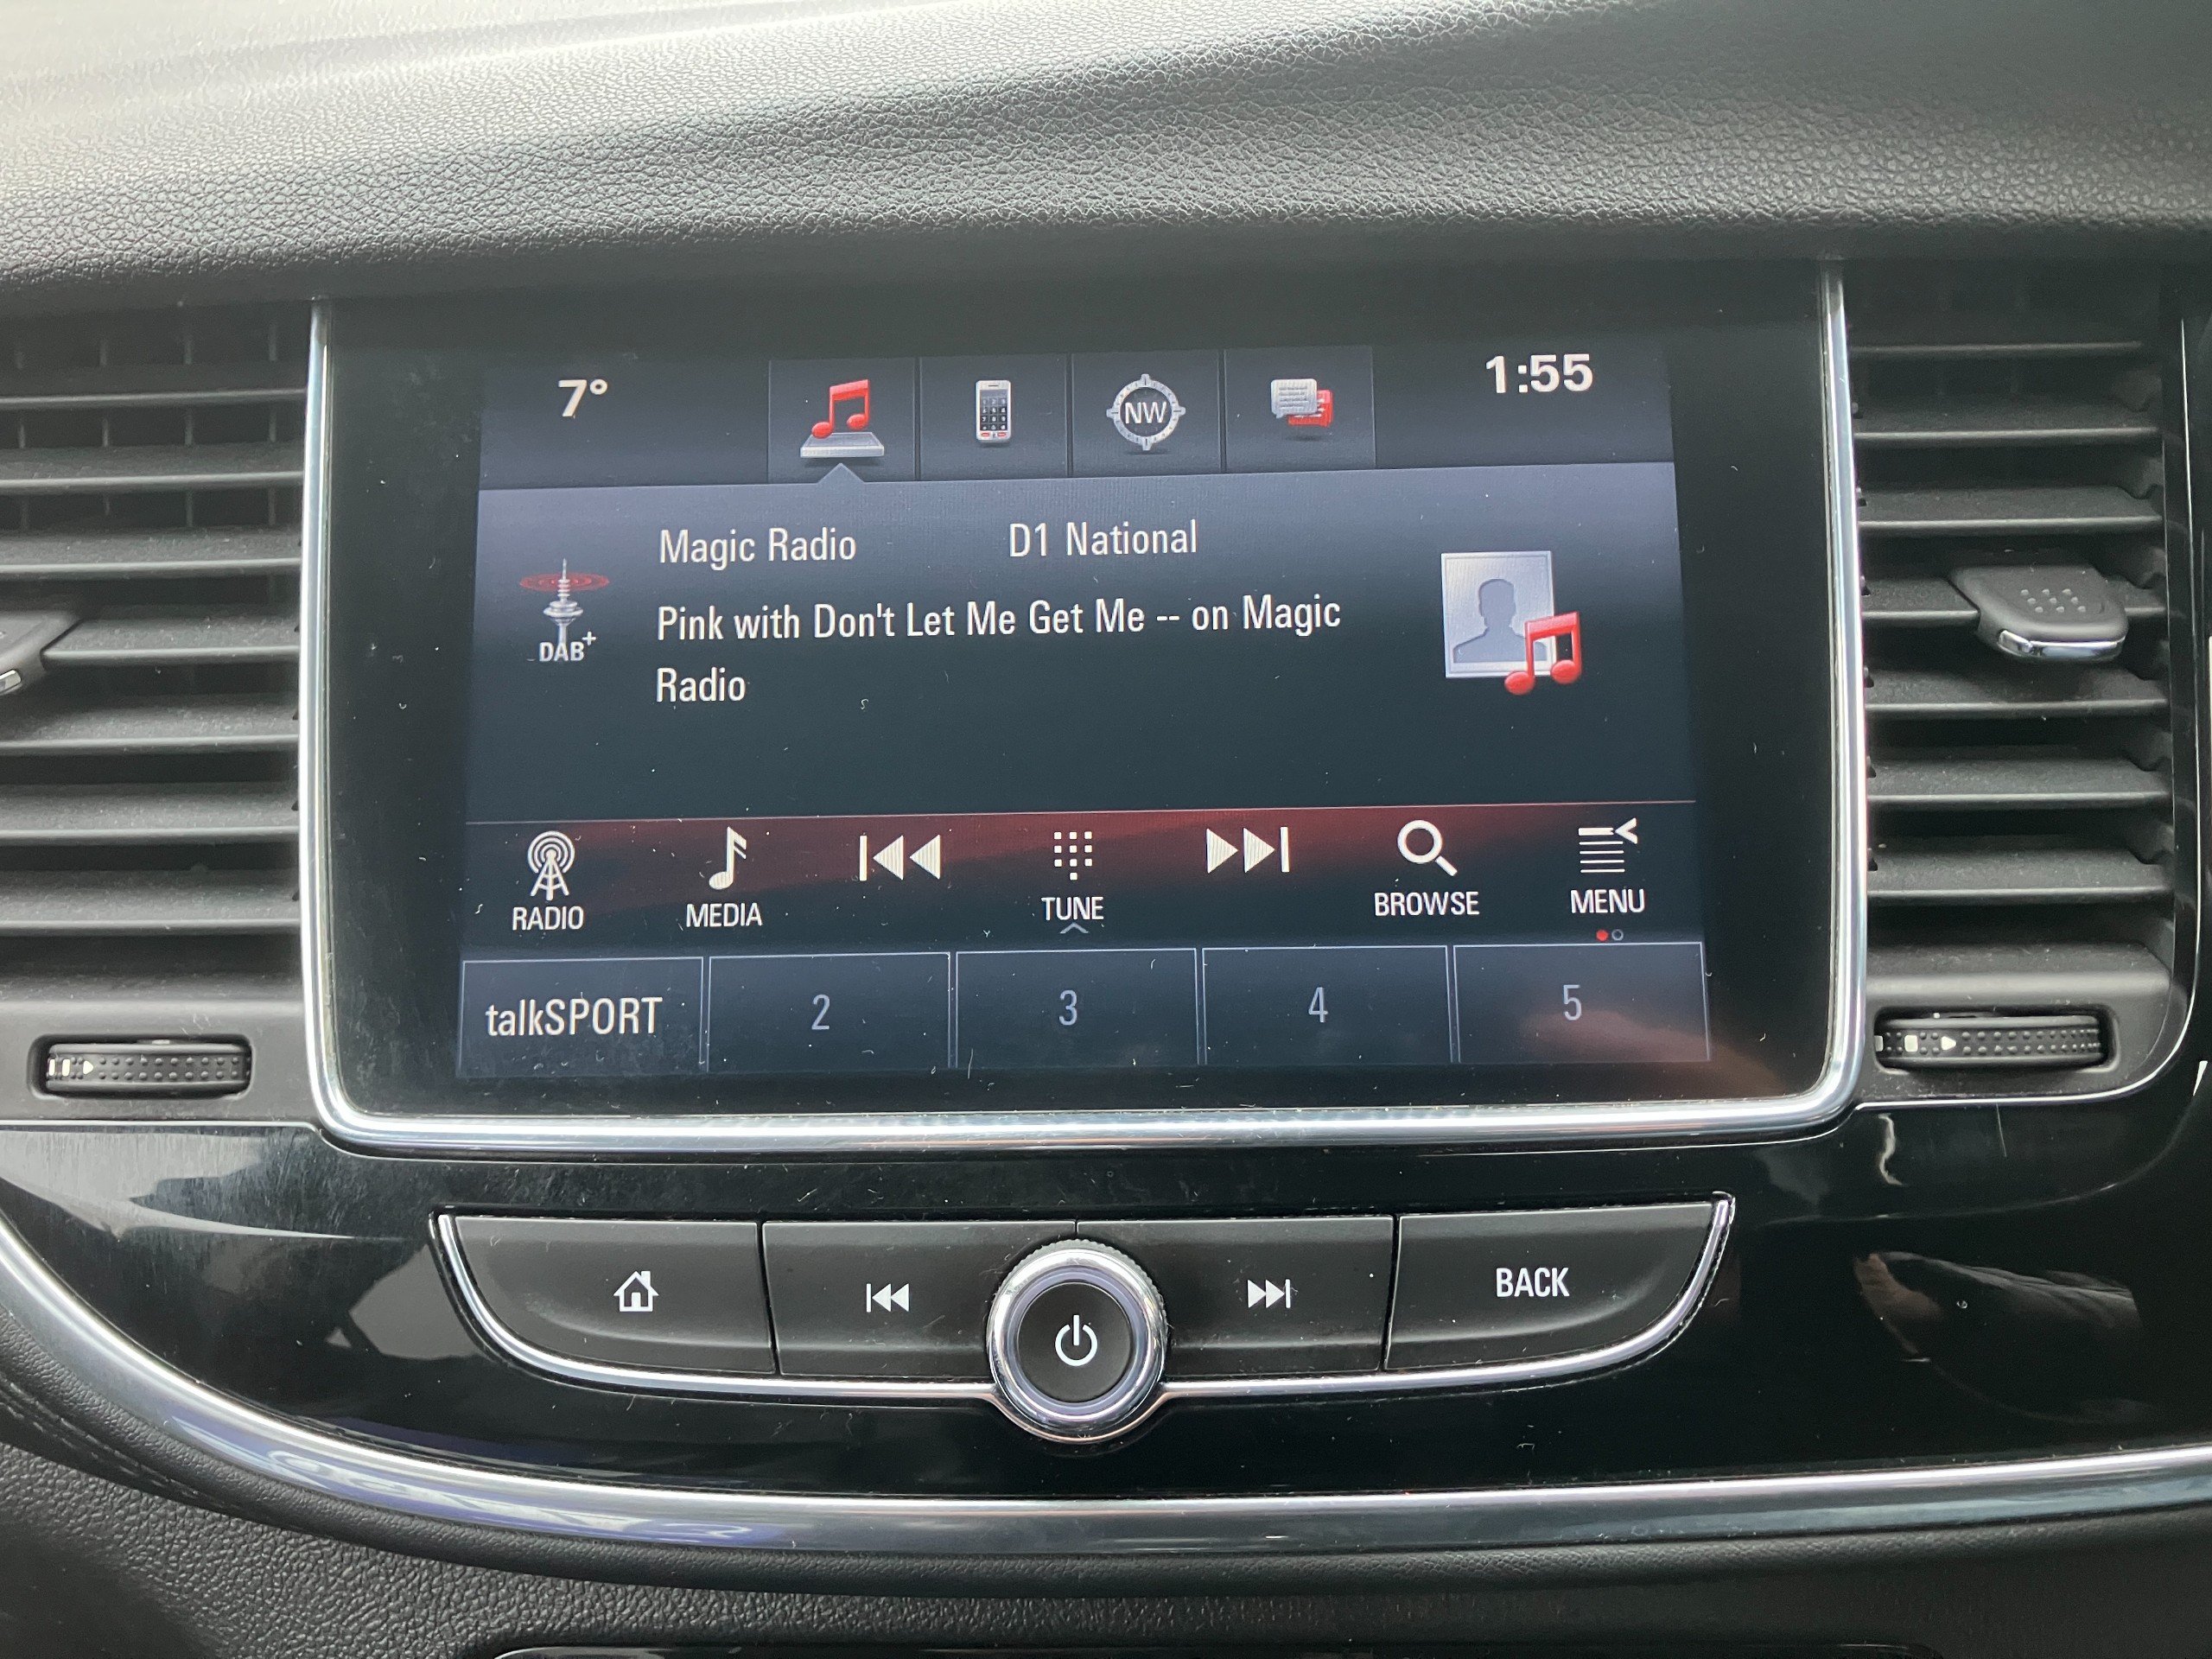 7°
NW
1:55
Magic Radio D1 National
DAB+
Pink with Don't Let Me Get Me -- on Magic
Radio
RADIO MEDIA TUNE BROWSE MENU
talkSPORT 2 3 4 5
BACK